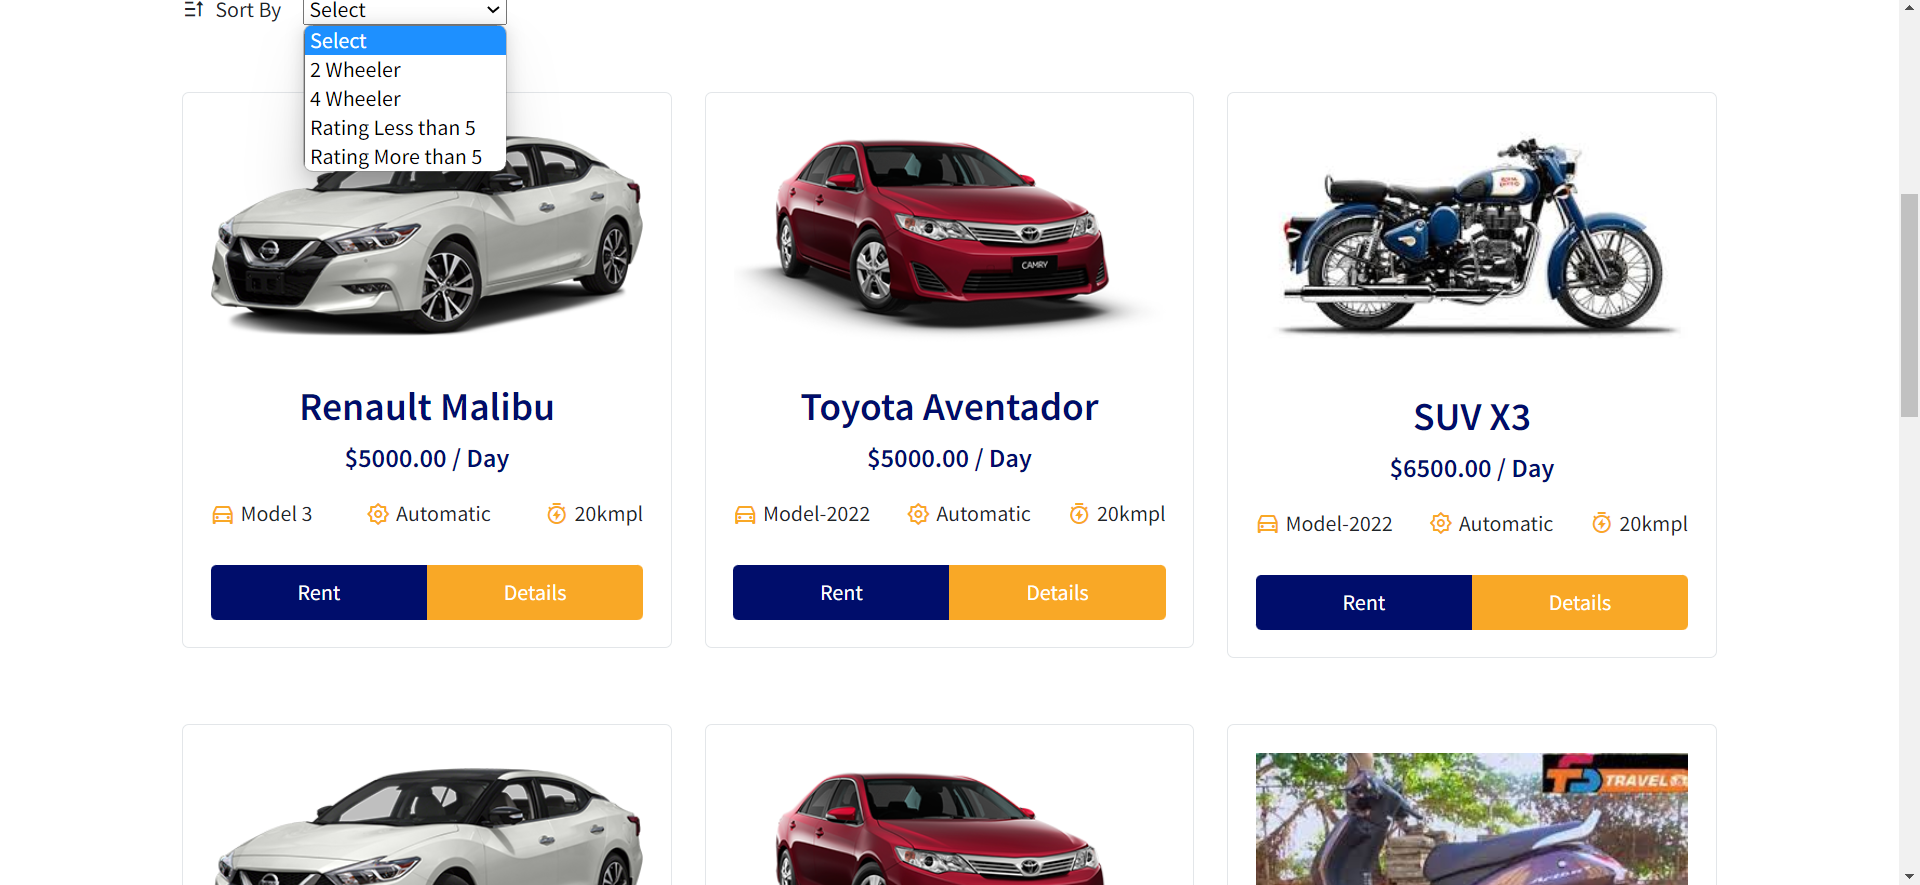 Sort By
Select
Select
2 Wheeler
4 Wheeler
Rating Less than 5
Rating More than 5
CAMRY
Renault Malibu
$5000.00 / Day
Model 3 Automatic 20kmpl
Rent Details
Toyota Aventador
$5000.00 / Day
Model-2022 Automatic 20kmpl
Rent Details
SUV X3
$6500.00 / Day
Model-2022 Automatic 20kmpl
Rent Details
TRAVEL